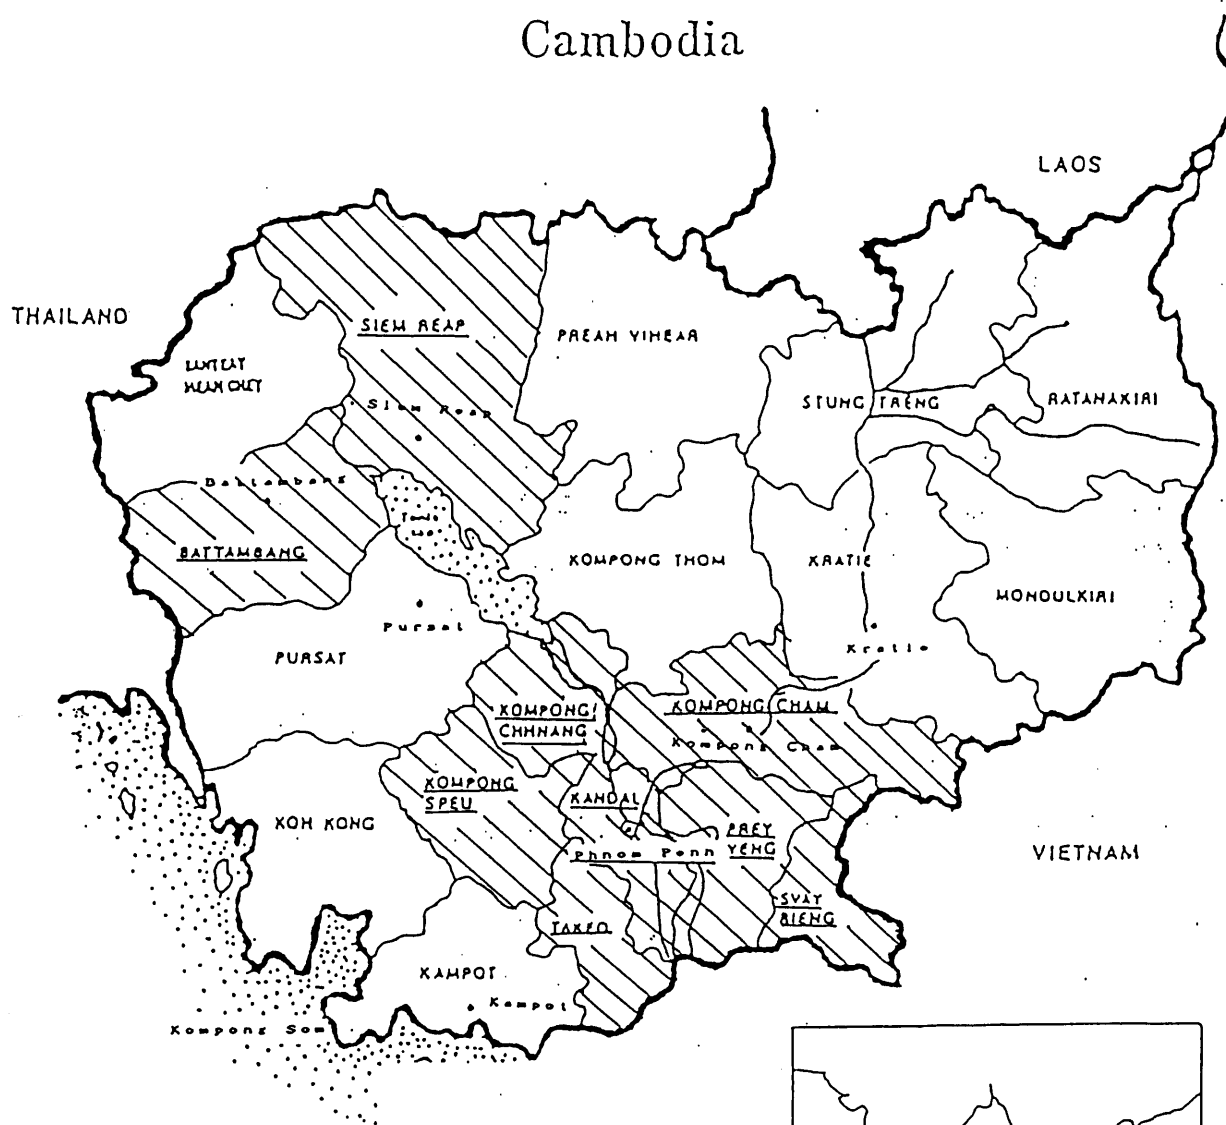 Cambodia
LAOS
THAILAND
SIEM REAP
PREAH VIHEAR
MEAN CHEY
STUNG TRENG
RATANAKIRI
Siem Reap
Battambang
BATTAMBANG
KOMPONG THOM
KRATIE
MONDULKIRI
Pursat
PURSAT
Kratie
KOMPONG
CHHNANG
KOMPONG CHAM
Kompong Cham
KOMPONG
SPEU
KANDAL
KOH KONG
PREY
VENG
Phnom Penh
VIETNAM
SVAY
RIENG
TAKEO
KAMPOT
Kampot
Kompong Som